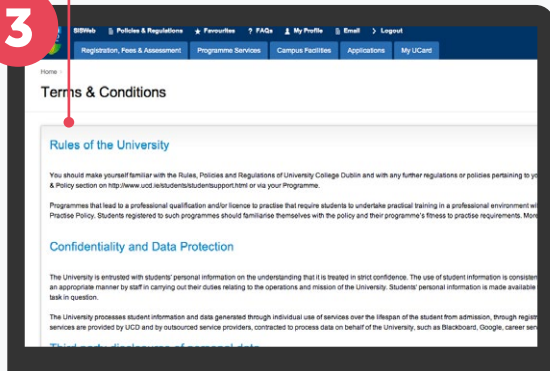 3
SISWeb Policies & Regulations Favourites ? FAQs My Profile Email > Logout
Registration, Fees & Assessment Programme Services Campus Facilities Applications My UCard
Home >
Terms & Conditions
Rules of the University
You should make yourself familiar with the Rules, Policies and Regulations of University College Dublin and with any further regulations or policies pertaining to
& Policy section on http://www.ucd.ie/students/studentsupport.html or via your Programme.
Programmes that lead to a professional qualification and/or licence to practise that require students to undertake practical training in a professional environment
Practise Policy. Students registered to such programmes should familiarise themselves with the policy and their programme's fitness to practise requirements. More
Confidentiality and Data Protection
The University is entrusted with students' personal information on the understanding that it is treated in strict confidence. The use of student information is consisten
an appropriate manner by staff in carrying out their duties relating to the operations and mission of the University. Students' personal information is made available
task in question.
The University processes student information and data generated through individual use of services over the lifespan of the student from admission, through
services are provided by UCD and by outsourced service providers, contracted to process data on behalf of the University, such as Blackboard, Google, career
Third party disclosures of personal data